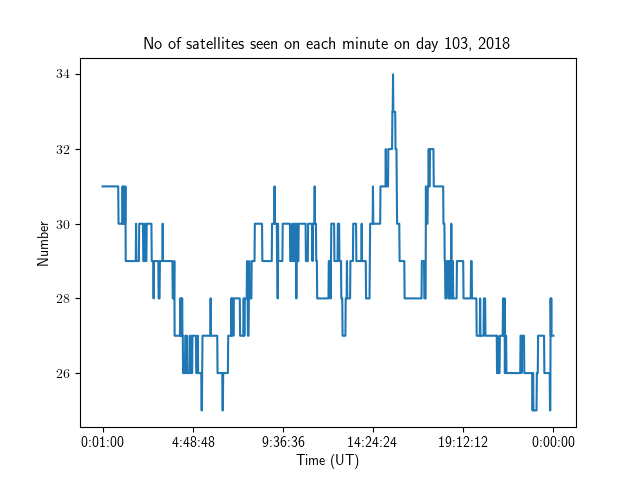 No of satellites seen on each minute on day 103, 2018
34
32
30
28
26
Number
0:01:00 4:48:48 9:36:36 14:24:24 19:12:12 0:00:00
Time (UT)